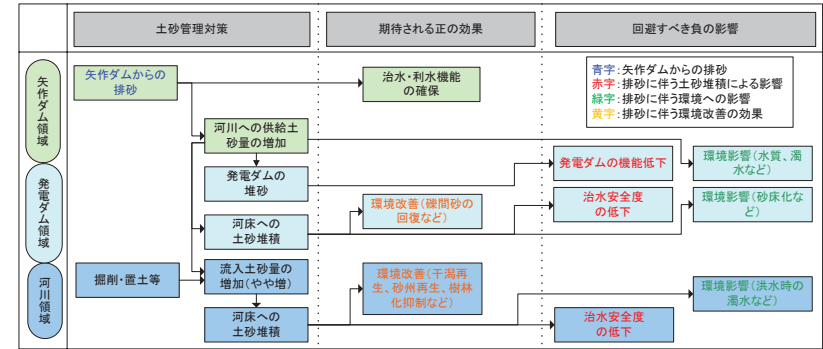 土砂管理対策
期待される正の効果
回避すべき負の影響
矢作ダム領域
発電ダム領域
河川領域
矢作ダムからの
排砂
治水・利水機能
の確保
青字：矢作ダムからの排砂
赤字：排砂に伴う土砂堆積による影響
緑字：排砂に伴う環境への影響
黄字：排砂に伴う環境改善の効果
河川への供給土
砂量の増加
発電ダムの
堆砂
発電ダムの機能低下
環境影響（水質、濁
水など）
河床への
土砂堆積
環境改善（礫間砂の
回復など）
治水安全度
の低下
環境影響（砂床化な
ど）
掘削・置土等
流入土砂量の
増加（やや増）
環境改善（干潟再
生、砂州再生、樹林
化抑制など）
環境影響（洪水時の
濁水など）
河床への
土砂堆積
治水安全度
の低下